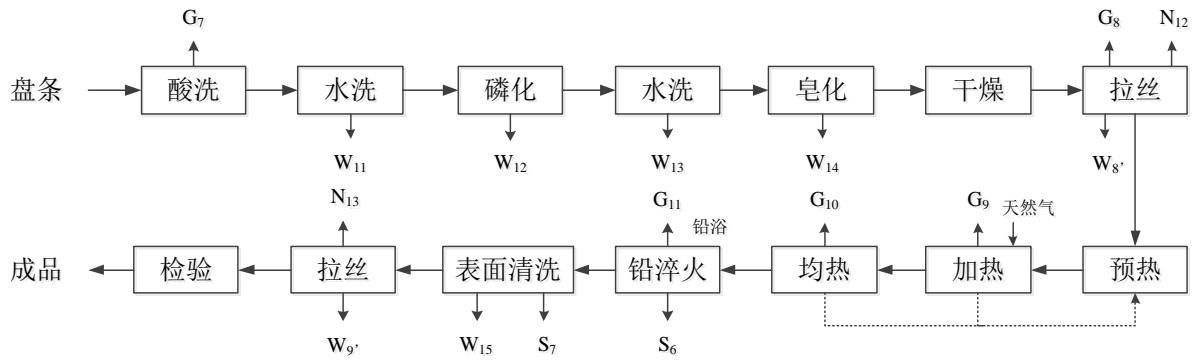 G7
G8 N12
盘条 酸洗 水洗 磷化 水洗 皂化 干燥 拉丝
W11 W12 W13 W14 W8'
N13 G11 铅浴 G10 G9 天然气
成品 检验 拉丝 表面清洗 铅淬火 均热 加热 预热
W9' W15 S7 S6